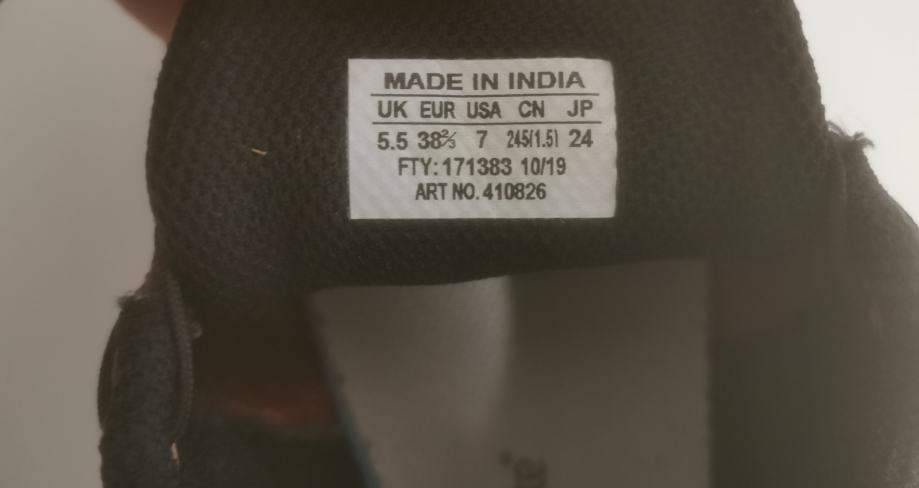 MADE IN INDIA
UK EUR USA CN JP
5.5 38⅔ 7 245(1.5) 24
FTY: 171383 10/19
ART NO. 410826